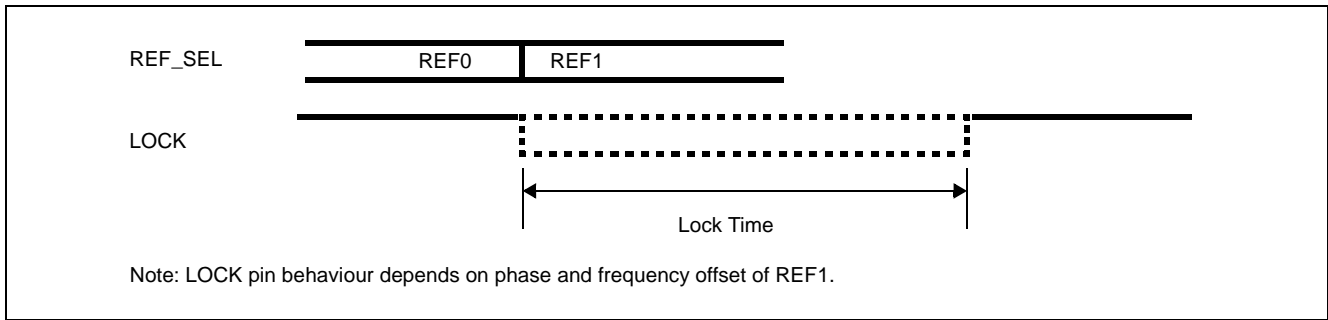 REF_SEL REF0 REF1
LOCK
Lock Time
Note: LOCK pin behaviour depends on phase and frequency offset of REF1.